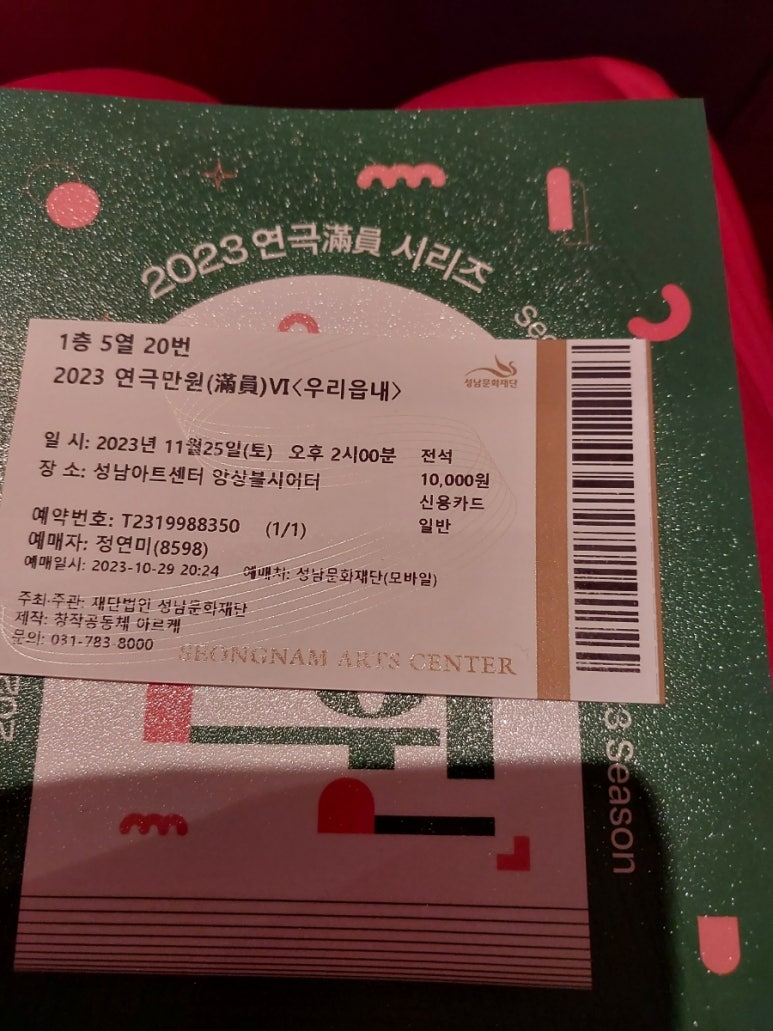 2023 연극滿員 시리즈
Sea
1층 5열 20번
2023 연극만원(滿員)Ⅵ<우리읍내>
성남문화재단
일 시: 2023년 11월25일(토) 오후 2시00분
장 소: 성남아트센터 앙상블시어터
전석
10,000원
신용카드
일반
예약번호: T2319988350 (1/1)
예매자: 정연미(8598)
예매일시: 2023-10-29 20:24 예매처: 성남문화재단(모바일)
주최·주관: 재단법인 성남문화재단
제작: 창작공동체 아르케
문의: 031-783-8000
SEONGNAM ARTS CENTER
202
3 Season